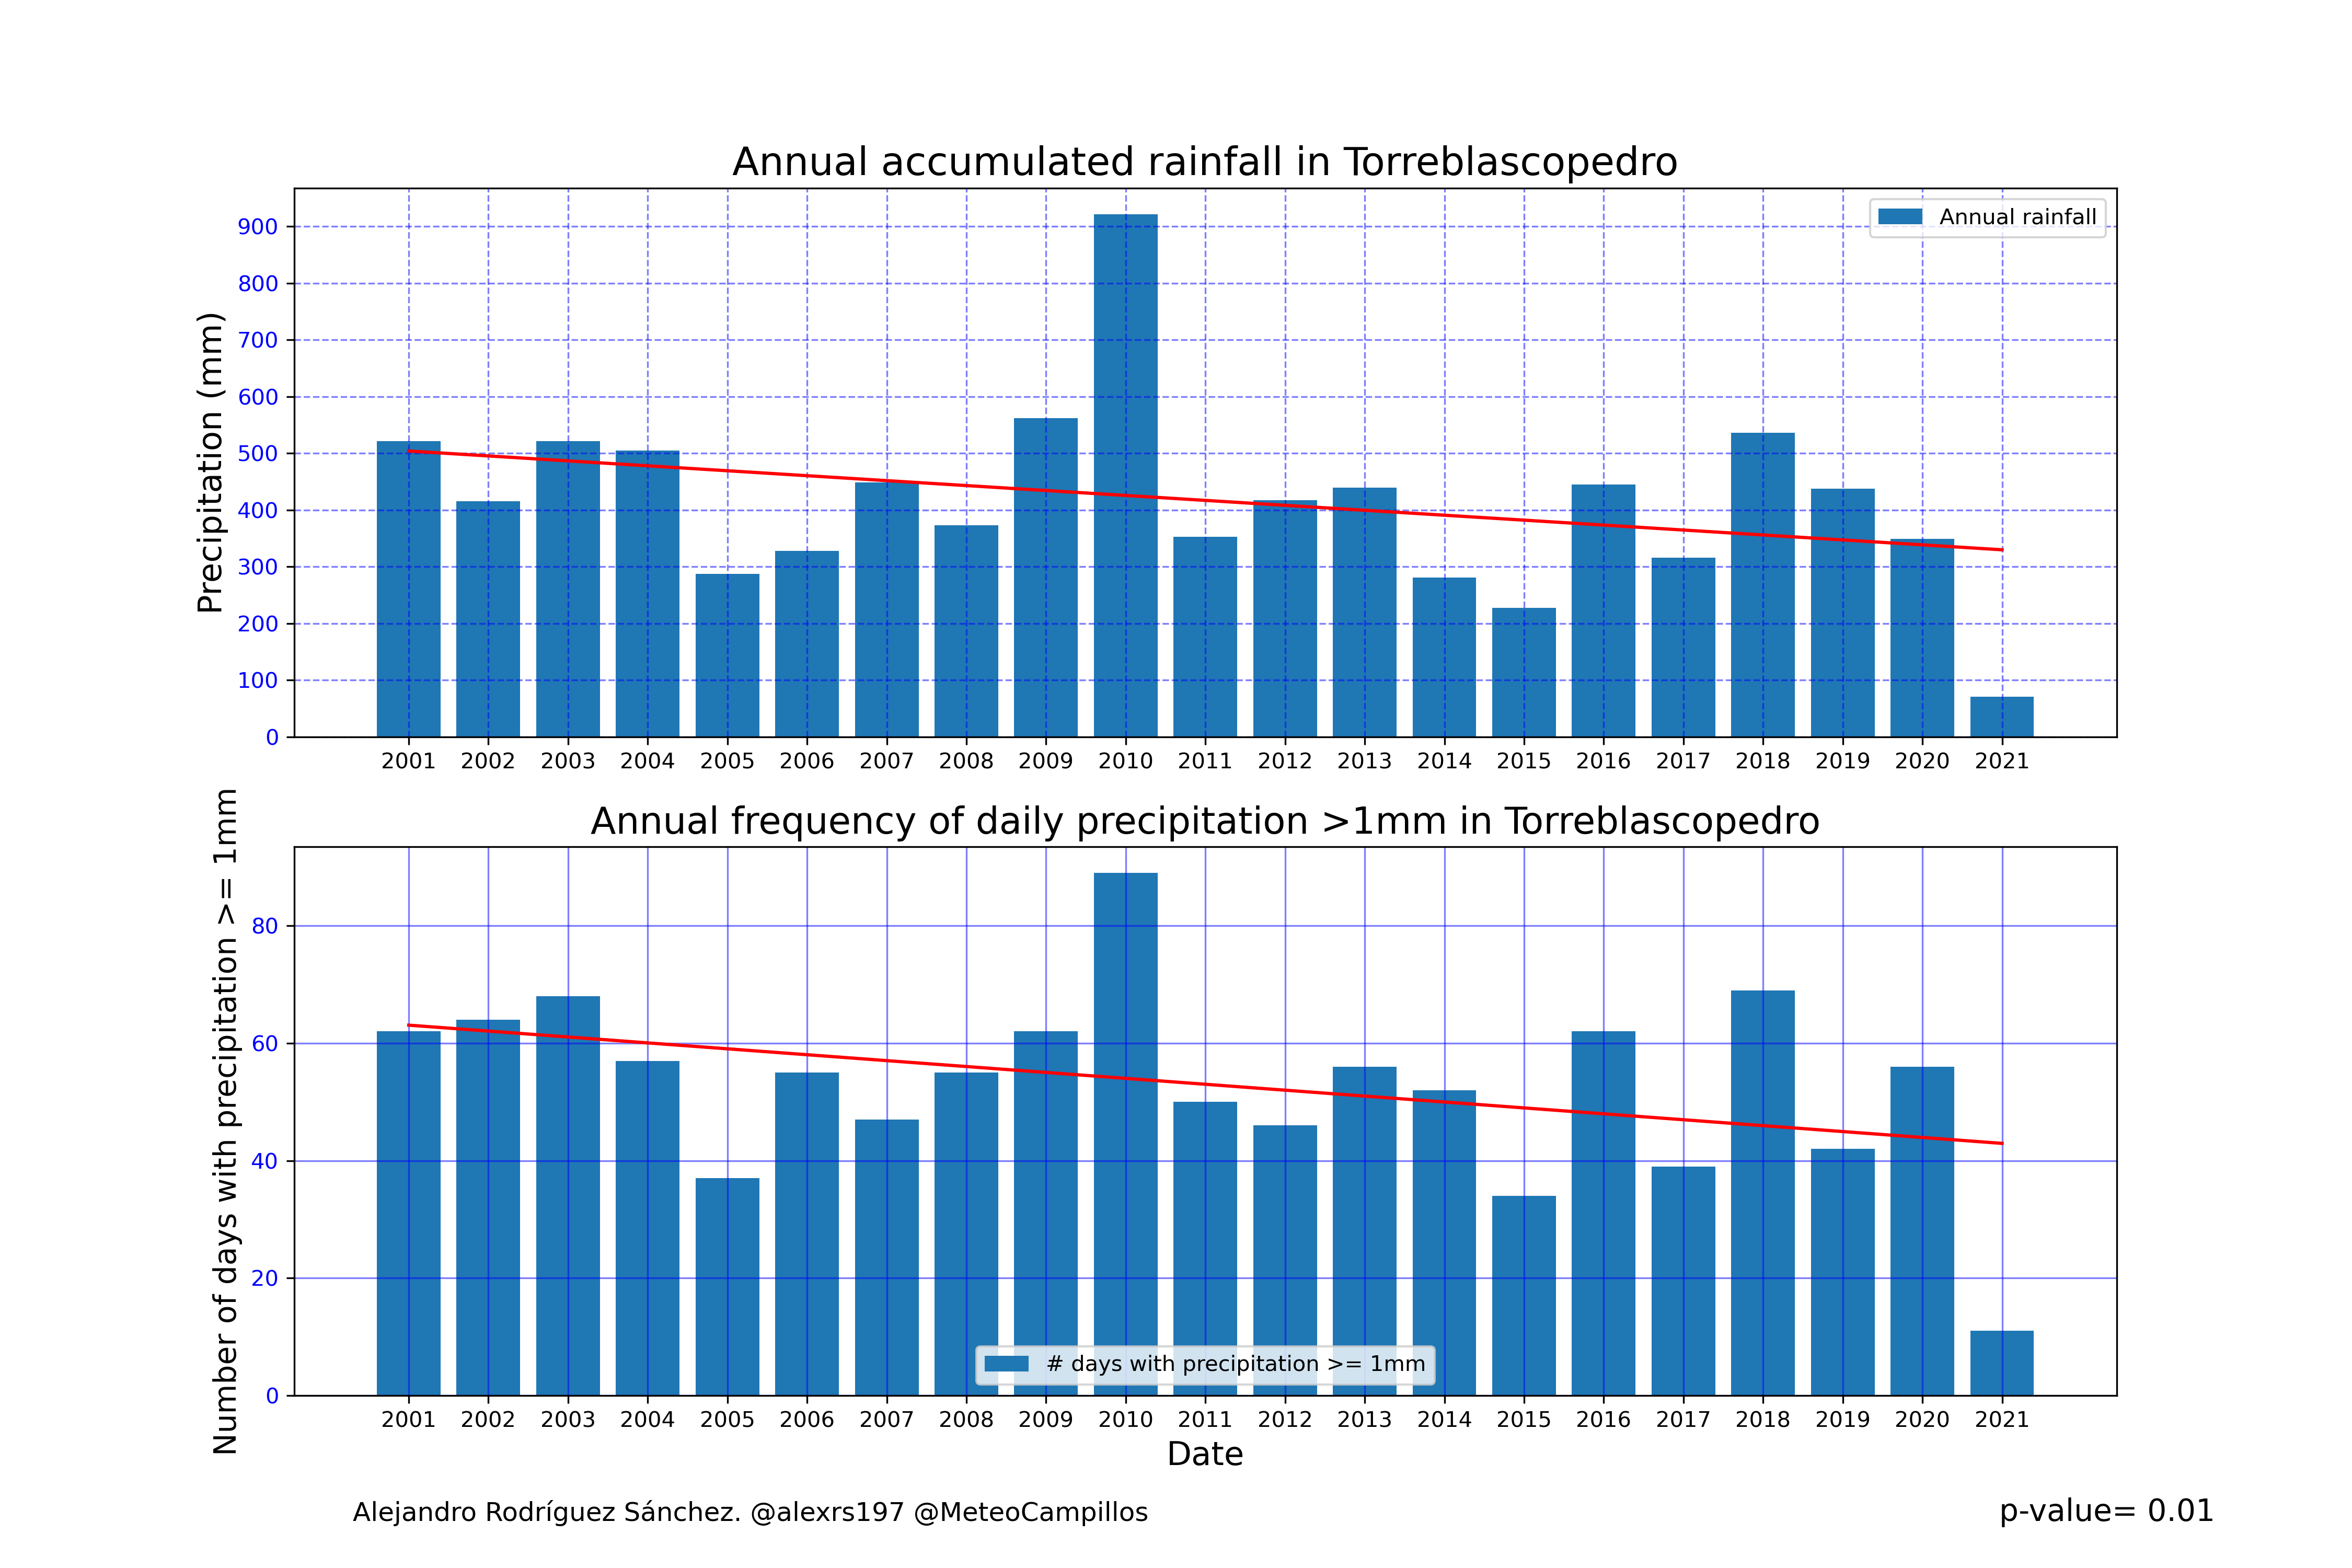 Annual accumulated rainfall in Torreblascopedro
Precipitation (mm)
900
800
700
600
500
400
300
200
100
0
Annual rainfall
2001 2002 2003 2004 2005 2006 2007 2008 2009 2010 2011 2012 2013 2014 2015 2016 2017 2018 2019 2020 2021
Annual frequency of daily precipitation >1mm in Torreblascopedro
Number of days with precipitation >= 1mm
80
60
40
20
0
# days with precipitation >= 1mm
2001 2002 2003 2004 2005 2006 2007 2008 2009 2010 2011 2012 2013 2014 2015 2016 2017 2018 2019 2020 2021
Date
Alejandro Rodríguez Sánchez. @alexrs197 @MeteoCampillos
p-value= 0.01